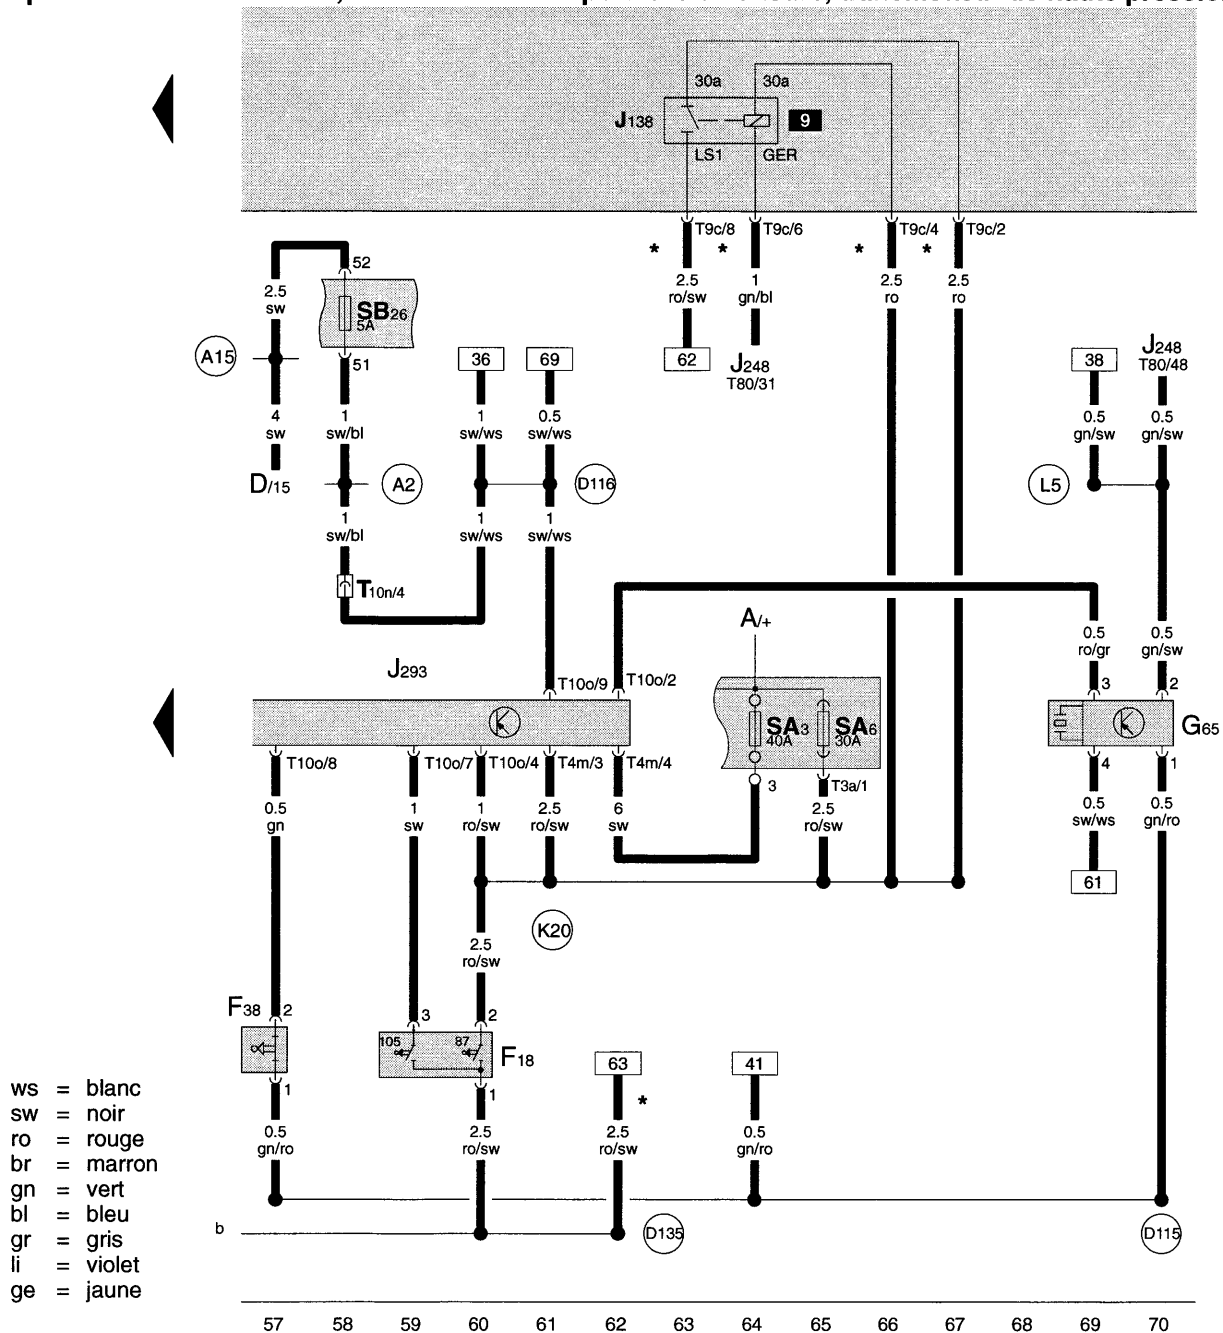 30a 30a
J138 9
LS1 GER
T9c/8 T9c/6 T9c/4 T9c/2
* * * *
52
2.5 sw
SB26
5A
2.5 ro/sw
1 gn/bl
2.5 ro
2.5 ro
A15
51
36 69 62
J248
T80/31
38
J248
T80/48
4 sw
1 sw/bl
1 sw/ws
0.5 sw/ws
0.5 gn/sw
0.5 gn/sw
D/15
A2
D116
L5
1 sw/bl
1 sw/ws
1 sw/ws
T10n/4
A/+
0.5 ro/gr
0.5 gn/sw
J293
T10o/9 T10o/2
3 2
SA3
40A
SA6
30A
G65
T10o/8 T10o/7 T10o/4 T4m/3 T4m/4
3
T3a/1
4 1
0.5 gn
1 sw
1 ro/sw
2.5 ro/sw
6 sw
2.5 ro/sw
0.5 sw/ws
0.5 gn/ro
61
K20
2.5 ro/sw
F38 2
3 2
105 87
F18
63 41
1
1
*
0.5 gn/ro
2.5 ro/sw
2.5 ro/sw
0.5 gn/ro
b
D135
D115
ws = blanc
sw = noir
ro = rouge
br = marron
gn = vert
bl = bleu
gr = gris
li = violet
ge = jaune
57 58 59 60 61 62 63 64 65 66 67 68 69 70